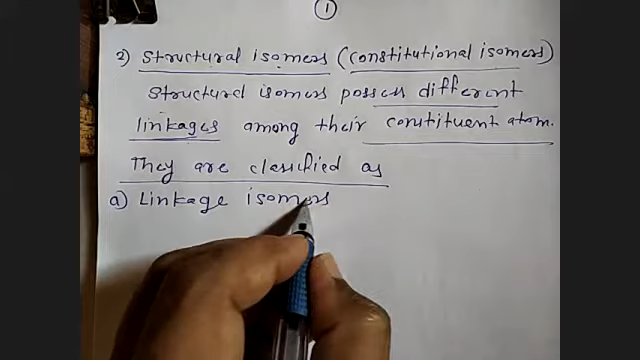 1
2) Structural isomers (constitutional isomers)
Structural isomers possess different
linkages among their constituent atom.
They are classified as
a) Linkage isomers